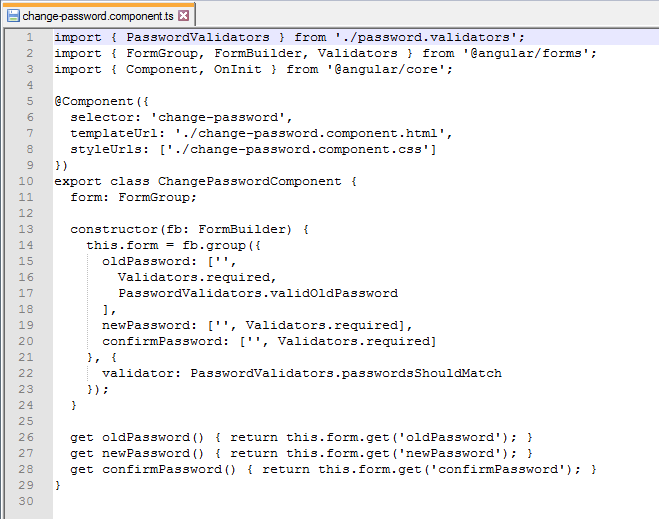 change-password.component.ts
1 import { PasswordValidators } from './password.validators';
2 import { FormGroup, FormBuilder, Validators } from '@angular/forms';
3 import { Component, OnInit } from '@angular/core';
4
5 @Component({
6   selector: 'change-password',
7   templateUrl: './change-password.component.html',
8   styleUrls: ['./change-password.component.css']
9 })
10 export class ChangePasswordComponent {
11   form: FormGroup;
12
13   constructor(fb: FormBuilder) {
14     this.form = fb.group({
15       oldPassword: ['',
16         Validators.required,
17         PasswordValidators.validOldPassword
18       ],
19       newPassword: ['', Validators.required],
20       confirmPassword: ['', Validators.required]
21     }, {
22       validator: PasswordValidators.passwordsShouldMatch
23     });
24   }
25
26   get oldPassword() { return this.form.get('oldPassword'); }
27   get newPassword() { return this.form.get('newPassword'); }
28   get confirmPassword() { return this.form.get('confirmPassword'); }
29 }
30